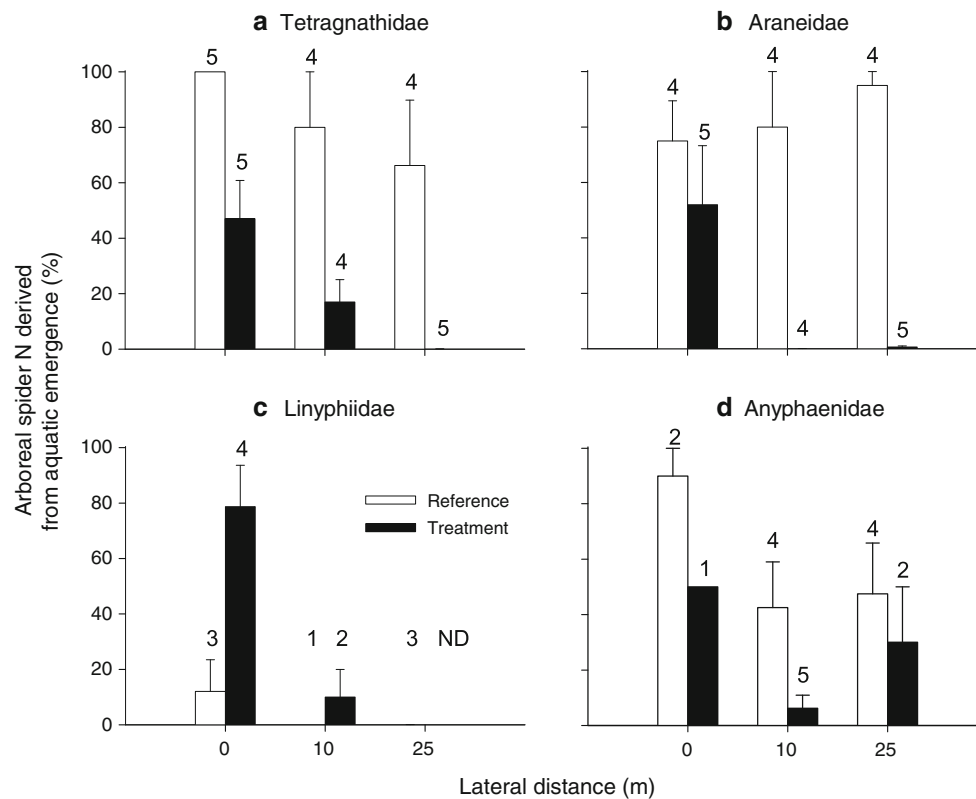 a Tetragnathidae
b Araneidae
5 4 4
4 4 4
100
80
60
40
20
0
5 4 5
5 4 5
c Linyphiidae
d Anyphaenidae
100
80
60
40
20
0
3 4 1 2 3 ND
2 1 4 5 4 2
Reference
Treatment
0 10 25
0 10 25
Arboreal spider N derived
from aquatic emergence (%)
Lateral distance (m)